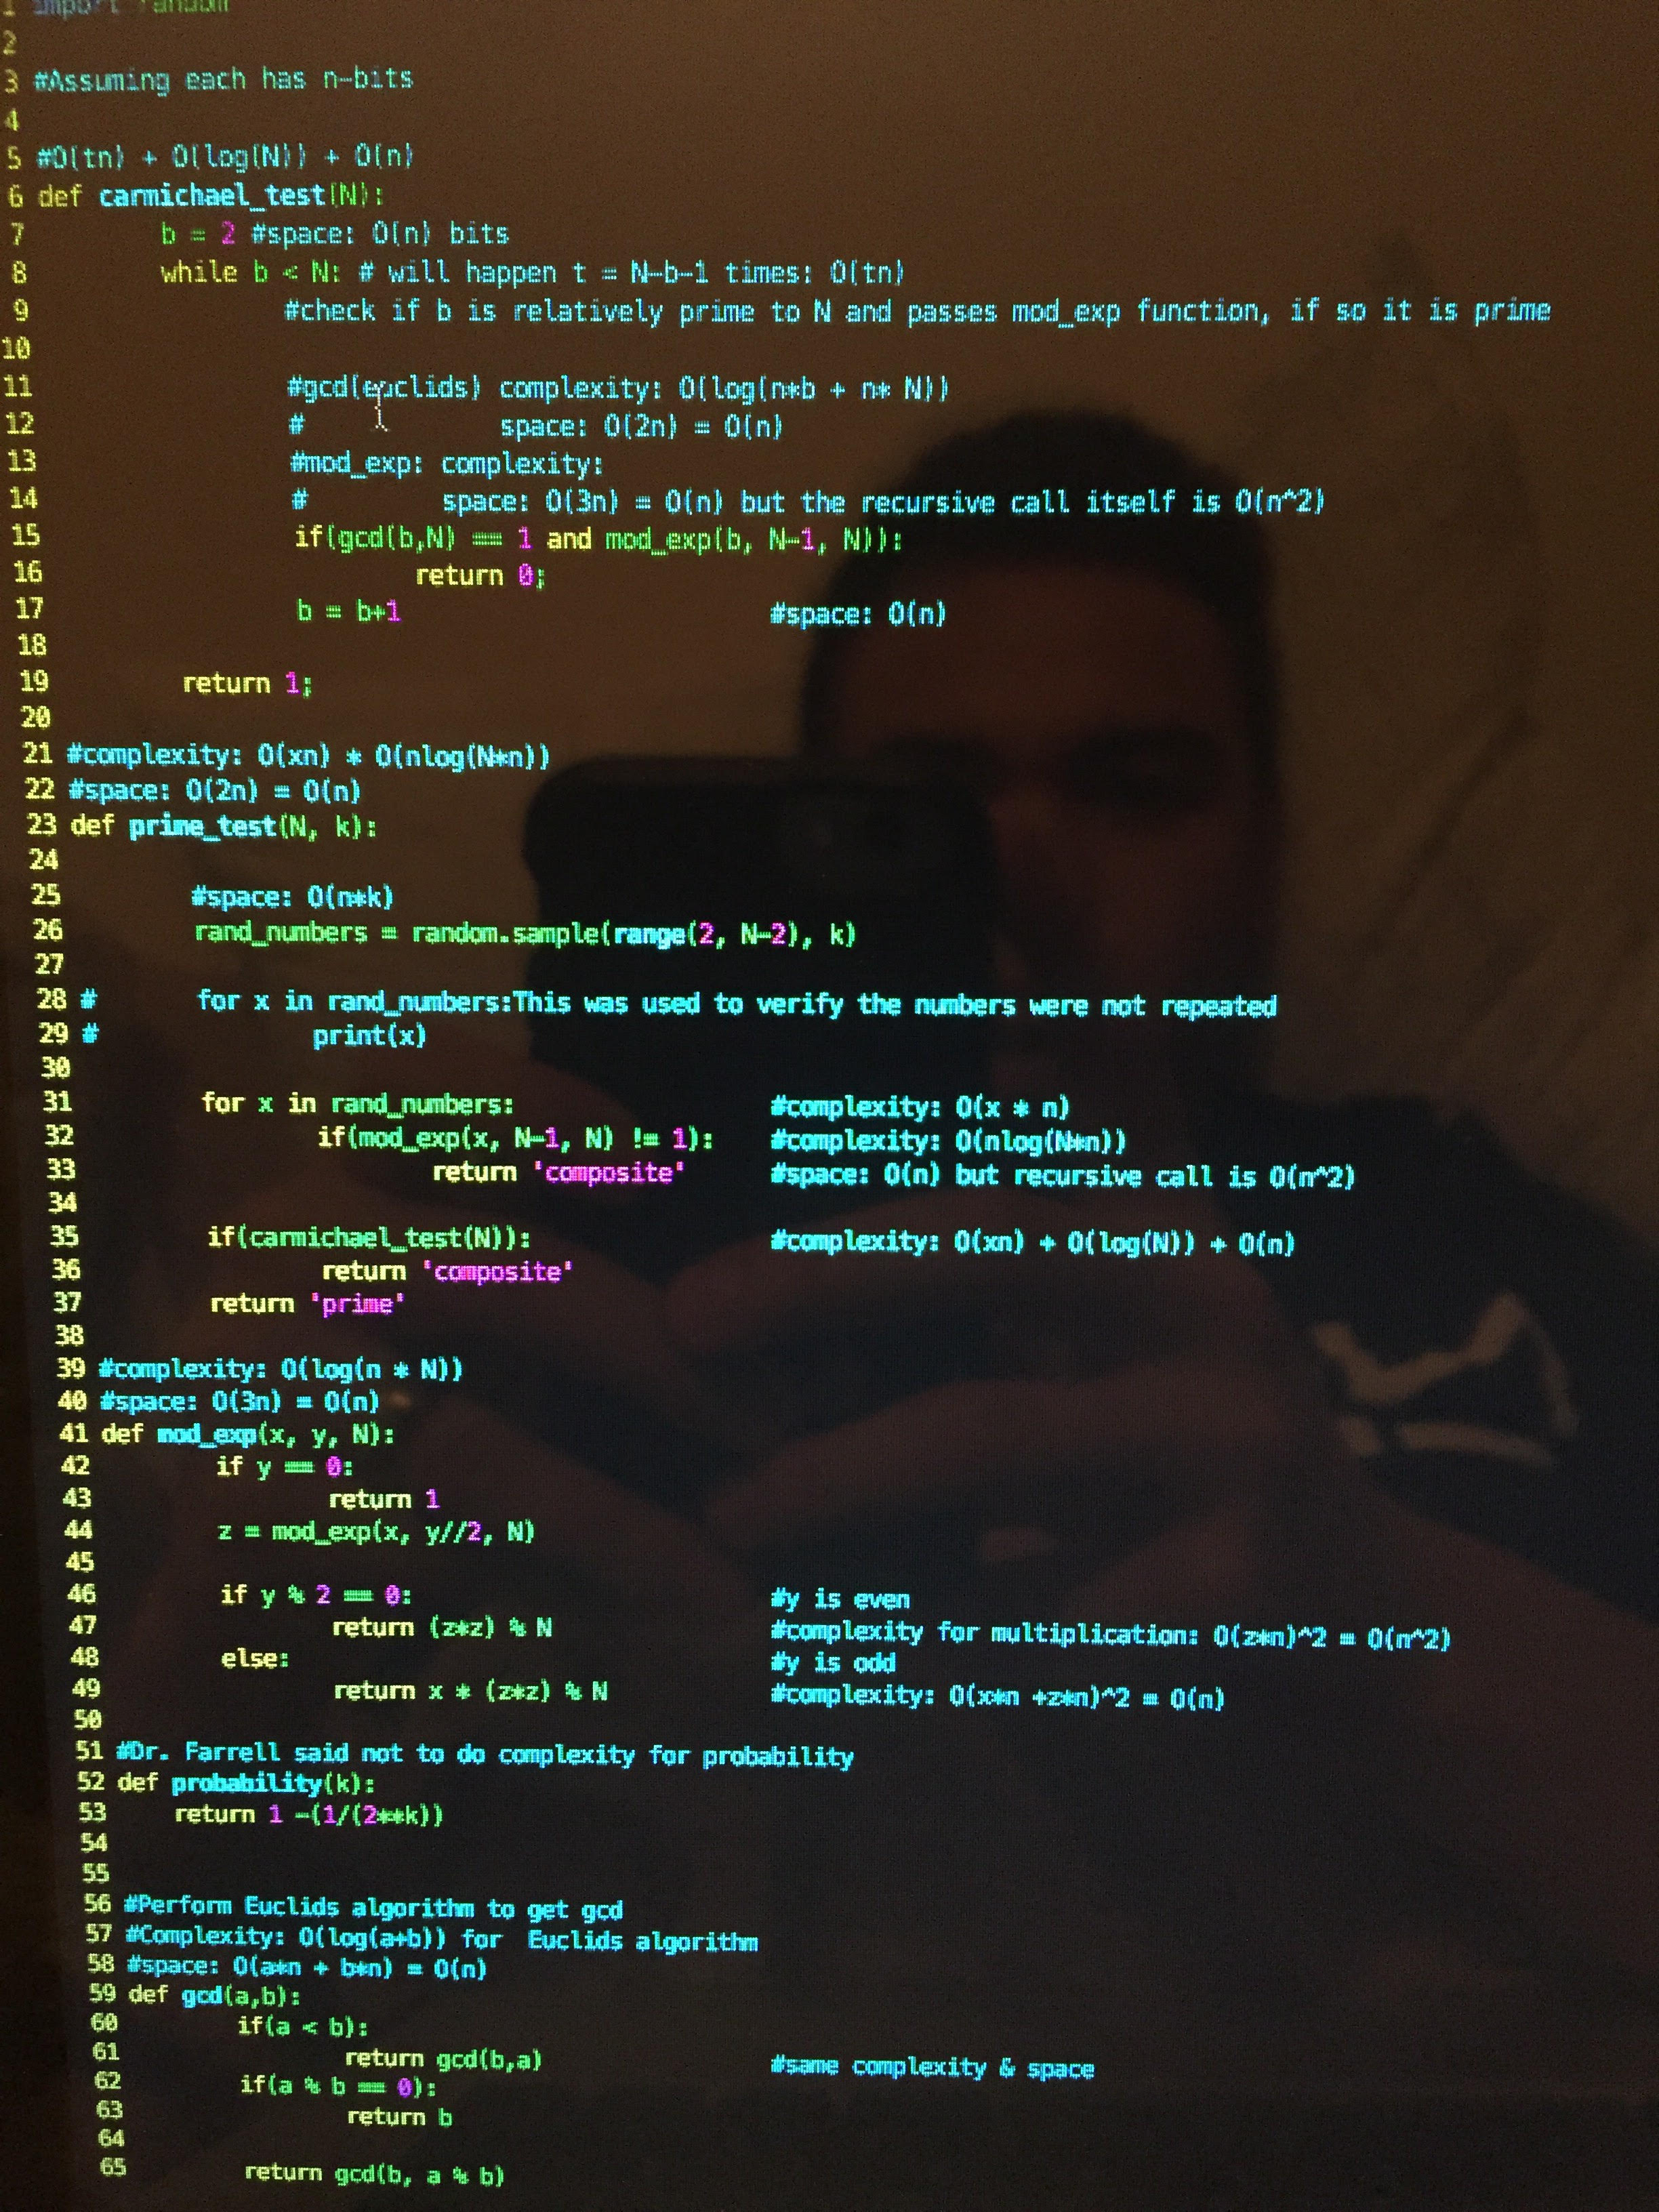 1 import random
2
3 #Assuming each has n-bits
4
5 #O(tn) + O(log(N)) + O(n)
6 def carmichael_test(N):
7 b = 2 #space: O(n) bits
8 while b < N: # will happen t = N-b-1 times: O(tn)
9 #check if b is relatively prime to N and passes mod_exp function, if so it is prime
10
11 #gcd(euclids) complexity: O(log(n*b + n* N))
12 # space: O(2n) = O(n)
13 #mod_exp: complexity:
14 # space: O(3n) = O(n) but the recursive call itself is O(n^2)
15 if(gcd(b,N) == 1 and mod_exp(b, N-1, N)):
16 return 0;
17 b = b+1 #space: O(n)
18
19 return 1;
20
21 #complexity: O(xn) * O(nlog(N*n))
22 #space: O(2n) = O(n)
23 def prime_test(N, k):
24
25 #space: O(n*k)
26 rand_numbers = random.sample(range(2, N-2), k)
27
28 # for x in rand_numbers:This was used to verify the numbers were not repeated
29 # print(x)
30
31 for x in rand_numbers: #complexity: O(x * n)
32 if(mod_exp(x, N-1, N) != 1): #complexity: O(nlog(N*n))
33 return 'composite' #space: O(n) but recursive call is O(n^2)
34
35 if(carmichael_test(N)): #complexity: O(xn) + O(log(N)) + O(n)
36 return 'composite'
37 return 'prime'
38
39 #complexity: O(log(n * N))
40 #space: O(3n) = O(n)
41 def mod_exp(x, y, N):
42 if y == 0:
43 return 1
44 z = mod_exp(x, y//2, N)
45
46 if y % 2 == 0: #y is even
47 return (z*z) % N #complexity for multiplication: O(z*n)^2 = O(n^2)
48 else: #y is odd
49 return x * (z*z) % N #complexity: O(x*n +z*n)^2 = O(n)
50
51 #Dr. Farrell said not to do complexity for probability
52 def probability(k):
53 return 1 -(1/(2**k))
54
55
56 #Perform Euclids algorithm to get gcd
57 #Complexity: O(log(a+b)) for Euclids algorithm
58 #space: O(a*n + b*n) = O(n)
59 def gcd(a,b):
60 if(a < b):
61 return gcd(b,a) #same complexity & space
62 if(a % b == 0):
63 return b
64
65 return gcd(b, a % b)